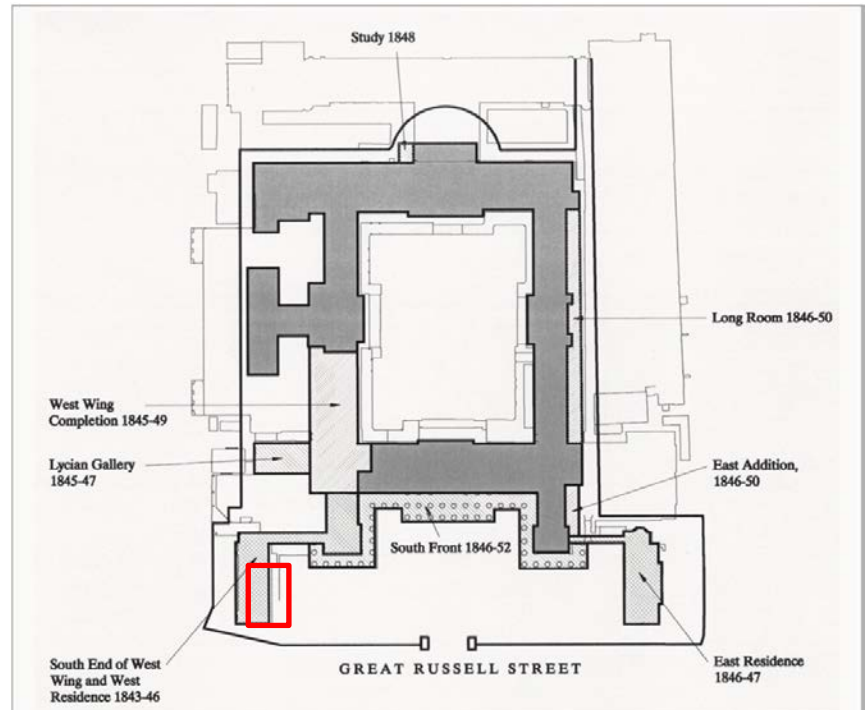 Study 1848
Long Room 1846-50
West Wing
Completion 1845-49
Lycian Gallery
1845-47
East Addition,
1846-50
South Front 1846-52
South End of West
Wing and West
Residence 1843-46
GREAT RUSSELL STREET
East Residence
1846-47